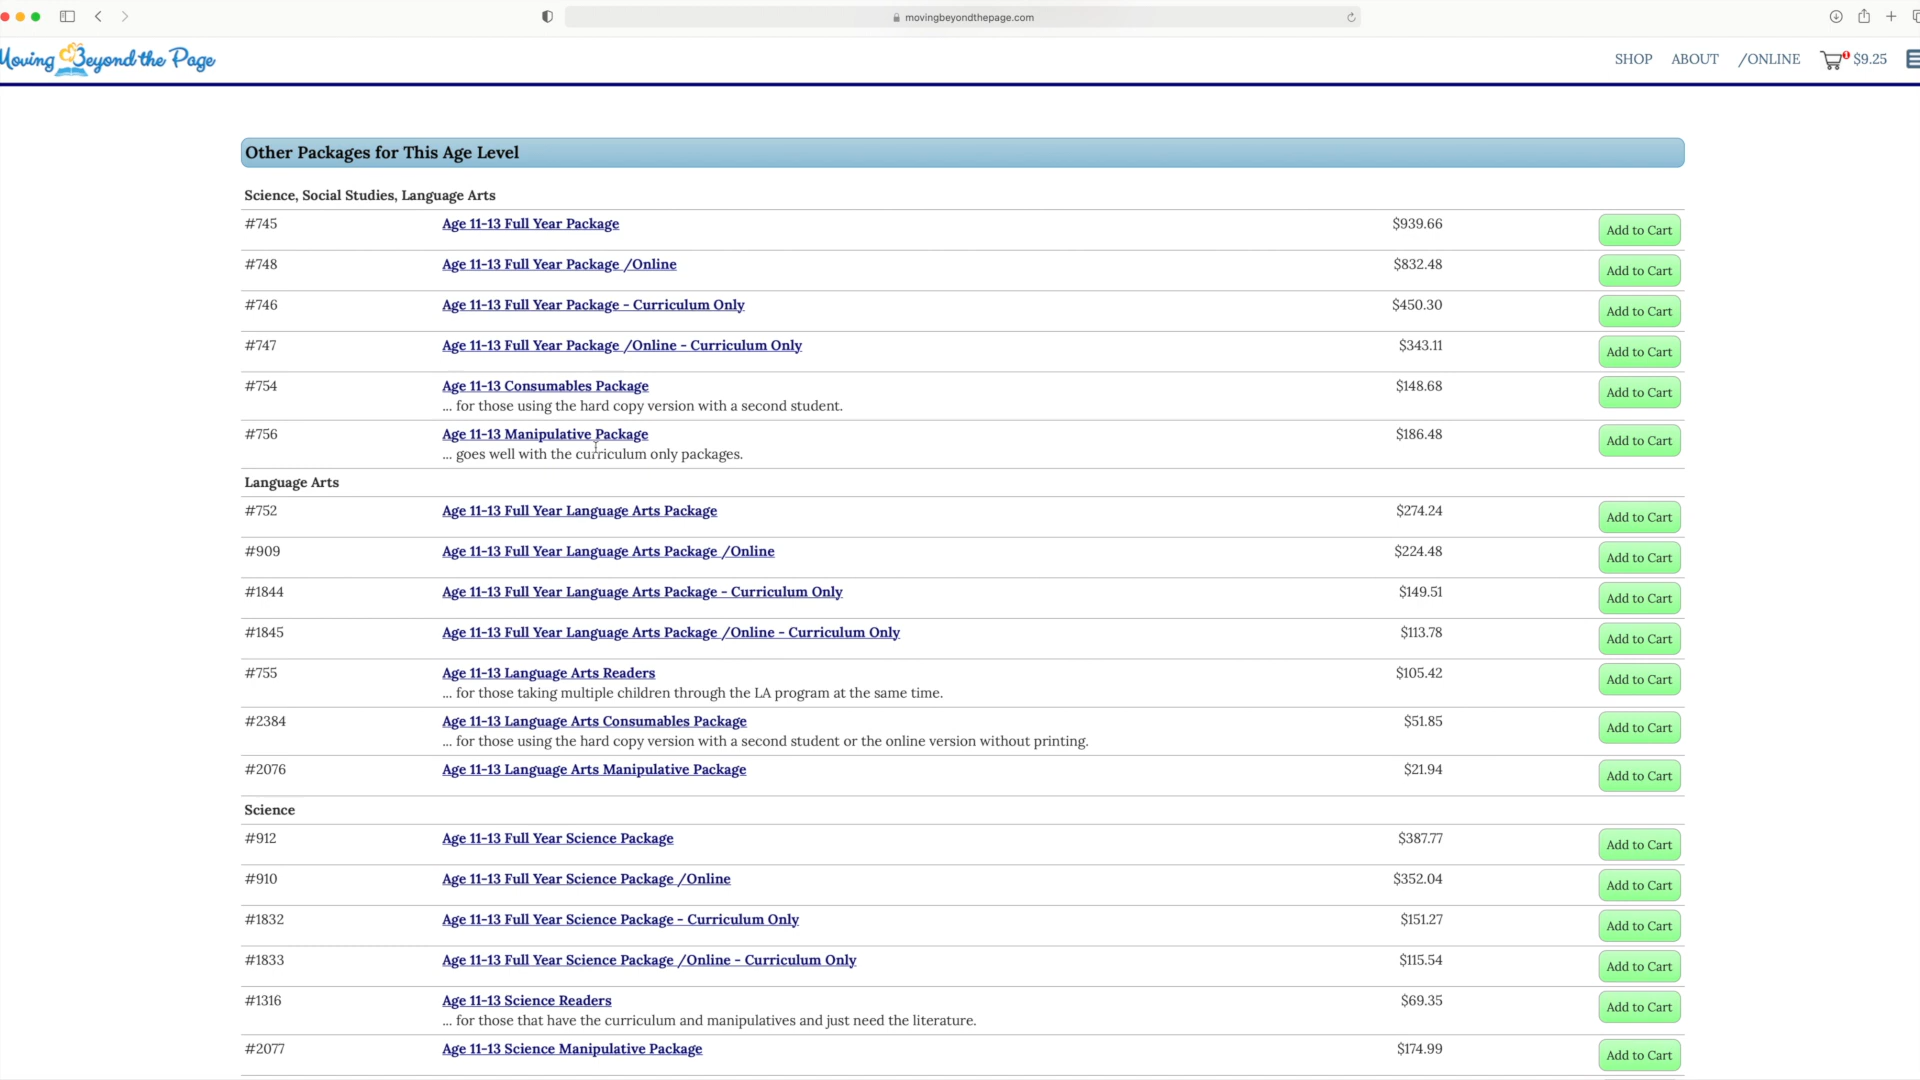 movingbeyondthepage.com
Moving Beyond the Page
SHOP ABOUT /ONLINE 1 $9.25
Other Packages for This Age Level
Science, Social Studies, Language Arts
#745 Age 11-13 Full Year Package $939.66 Add to Cart
#748 Age 11-13 Full Year Package /Online $832.48 Add to Cart
#746 Age 11-13 Full Year Package - Curriculum Only $450.30 Add to Cart
#747 Age 11-13 Full Year Package /Online - Curriculum Only $343.11 Add to Cart
#754 Age 11-13 Consumables Package $148.68 Add to Cart
... for those using the hard copy version with a second student.
#756 Age 11-13 Manipulative Package $186.48 Add to Cart
... goes well with the curriculum only packages.
Language Arts
#752 Age 11-13 Full Year Language Arts Package $274.24 Add to Cart
#909 Age 11-13 Full Year Language Arts Package /Online $224.48 Add to Cart
#1844 Age 11-13 Full Year Language Arts Package - Curriculum Only $149.51 Add to Cart
#1845 Age 11-13 Full Year Language Arts Package /Online - Curriculum Only $113.78 Add to Cart
#755 Age 11-13 Language Arts Readers $105.42 Add to Cart
... for those taking multiple children through the LA program at the same time.
#2384 Age 11-13 Language Arts Consumables Package $51.85 Add to Cart
... for those using the hard copy version with a second student or the online version without printing.
#2076 Age 11-13 Language Arts Manipulative Package $21.94 Add to Cart
Science
#912 Age 11-13 Full Year Science Package $387.77 Add to Cart
#910 Age 11-13 Full Year Science Package /Online $352.04 Add to Cart
#1832 Age 11-13 Full Year Science Package - Curriculum Only $151.27 Add to Cart
#1833 Age 11-13 Full Year Science Package /Online - Curriculum Only $115.54 Add to Cart
#1316 Age 11-13 Science Readers $69.35 Add to Cart
... for those that have the curriculum and manipulatives and just need the literature.
#2077 Age 11-13 Science Manipulative Package $174.99 Add to Cart